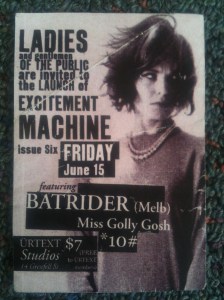 LADIES
and gentlemen
OF THE PUBLIC
are invited to
the LAUNCH of
EXCITEMENT
MACHINE
issue Six FRIDAY
June 15
featuring
BATRIDER (Melb)
Miss Golly Gosh
*10#
URTEXT $7
Studios